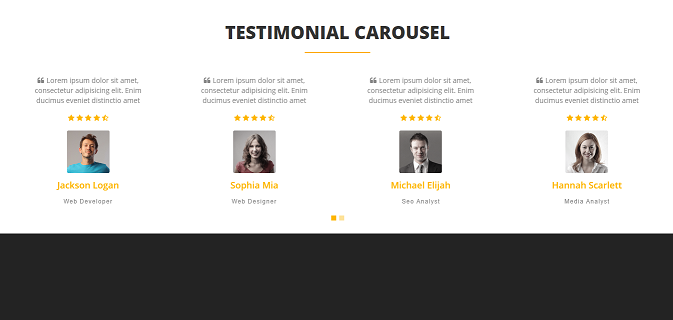 TESTIMONIAL CAROUSEL
Lorem ipsum dolor sit amet,
consectetur adipisicing elit. Enim
ducimus eveniet distinctio amet
Jackson Logan
Web Developer
Lorem ipsum dolor sit amet,
consectetur adipisicing elit. Enim
ducimus eveniet distinctio amet
Sophia Mia
Web Designer
Lorem ipsum dolor sit amet,
consectetur adipisicing elit. Enim
ducimus eveniet distinctio amet
Michael Elijah
Seo Analyst
Lorem ipsum dolor sit amet,
consectetur adipisicing elit. Enim
ducimus eveniet distinctio amet
Hannah Scarlett
Media Analyst